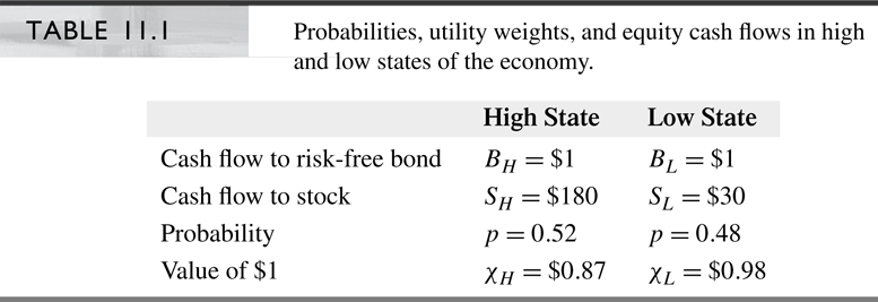 TABLE 11.1
Probabilities, utility weights, and equity cash flows in high
and low states of the economy.
High State Low State
Cash flow to risk-free bond B_H = $1 B_L = $1
Cash flow to stock S_H = $180 S_L = $30
Probability p = 0.52 p = 0.48
Value of $1 χ_H = $0.87 χ_L = $0.98